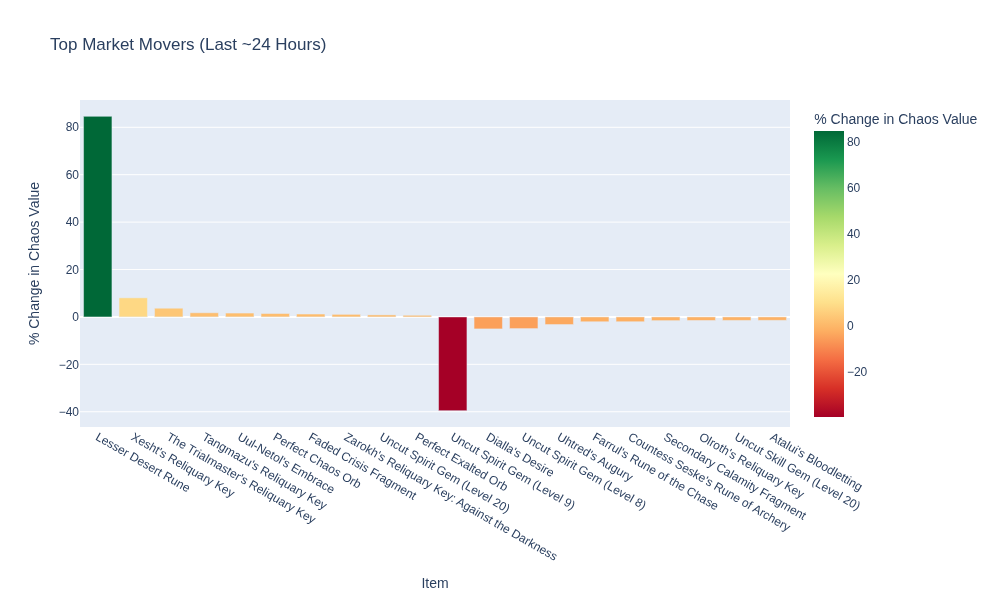 Top Market Movers (Last ~24 Hours)
% Change in Chaos Value
80
60
40
20
0
−20
−40
% Change in Chaos Value
80
60
40
20
0
−20
Lesser Desert Rune
Xesht's Reliquary Key
The Trialmaster's Reliquary Key
Tangmazu's Reliquary Key
Uul-Netol's Embrace
Perfect Chaos Orb
Faded Crisis Fragment
Zarokh's Reliquary Key: Against the Darkness
Uncut Spirit Gem (Level 20)
Perfect Exalted Orb
Uncut Spirit Gem (Level 9)
Dialla's Desire
Uncut Spirit Gem (Level 8)
Uhtred's Augury
Farrul's Rune of the Chase
Countess Seske's Rune of Archery
Secondary Calamity Fragment
Olroth's Reliquary Key
Uncut Skill Gem (Level 20)
Atalui's Bloodletting
Item